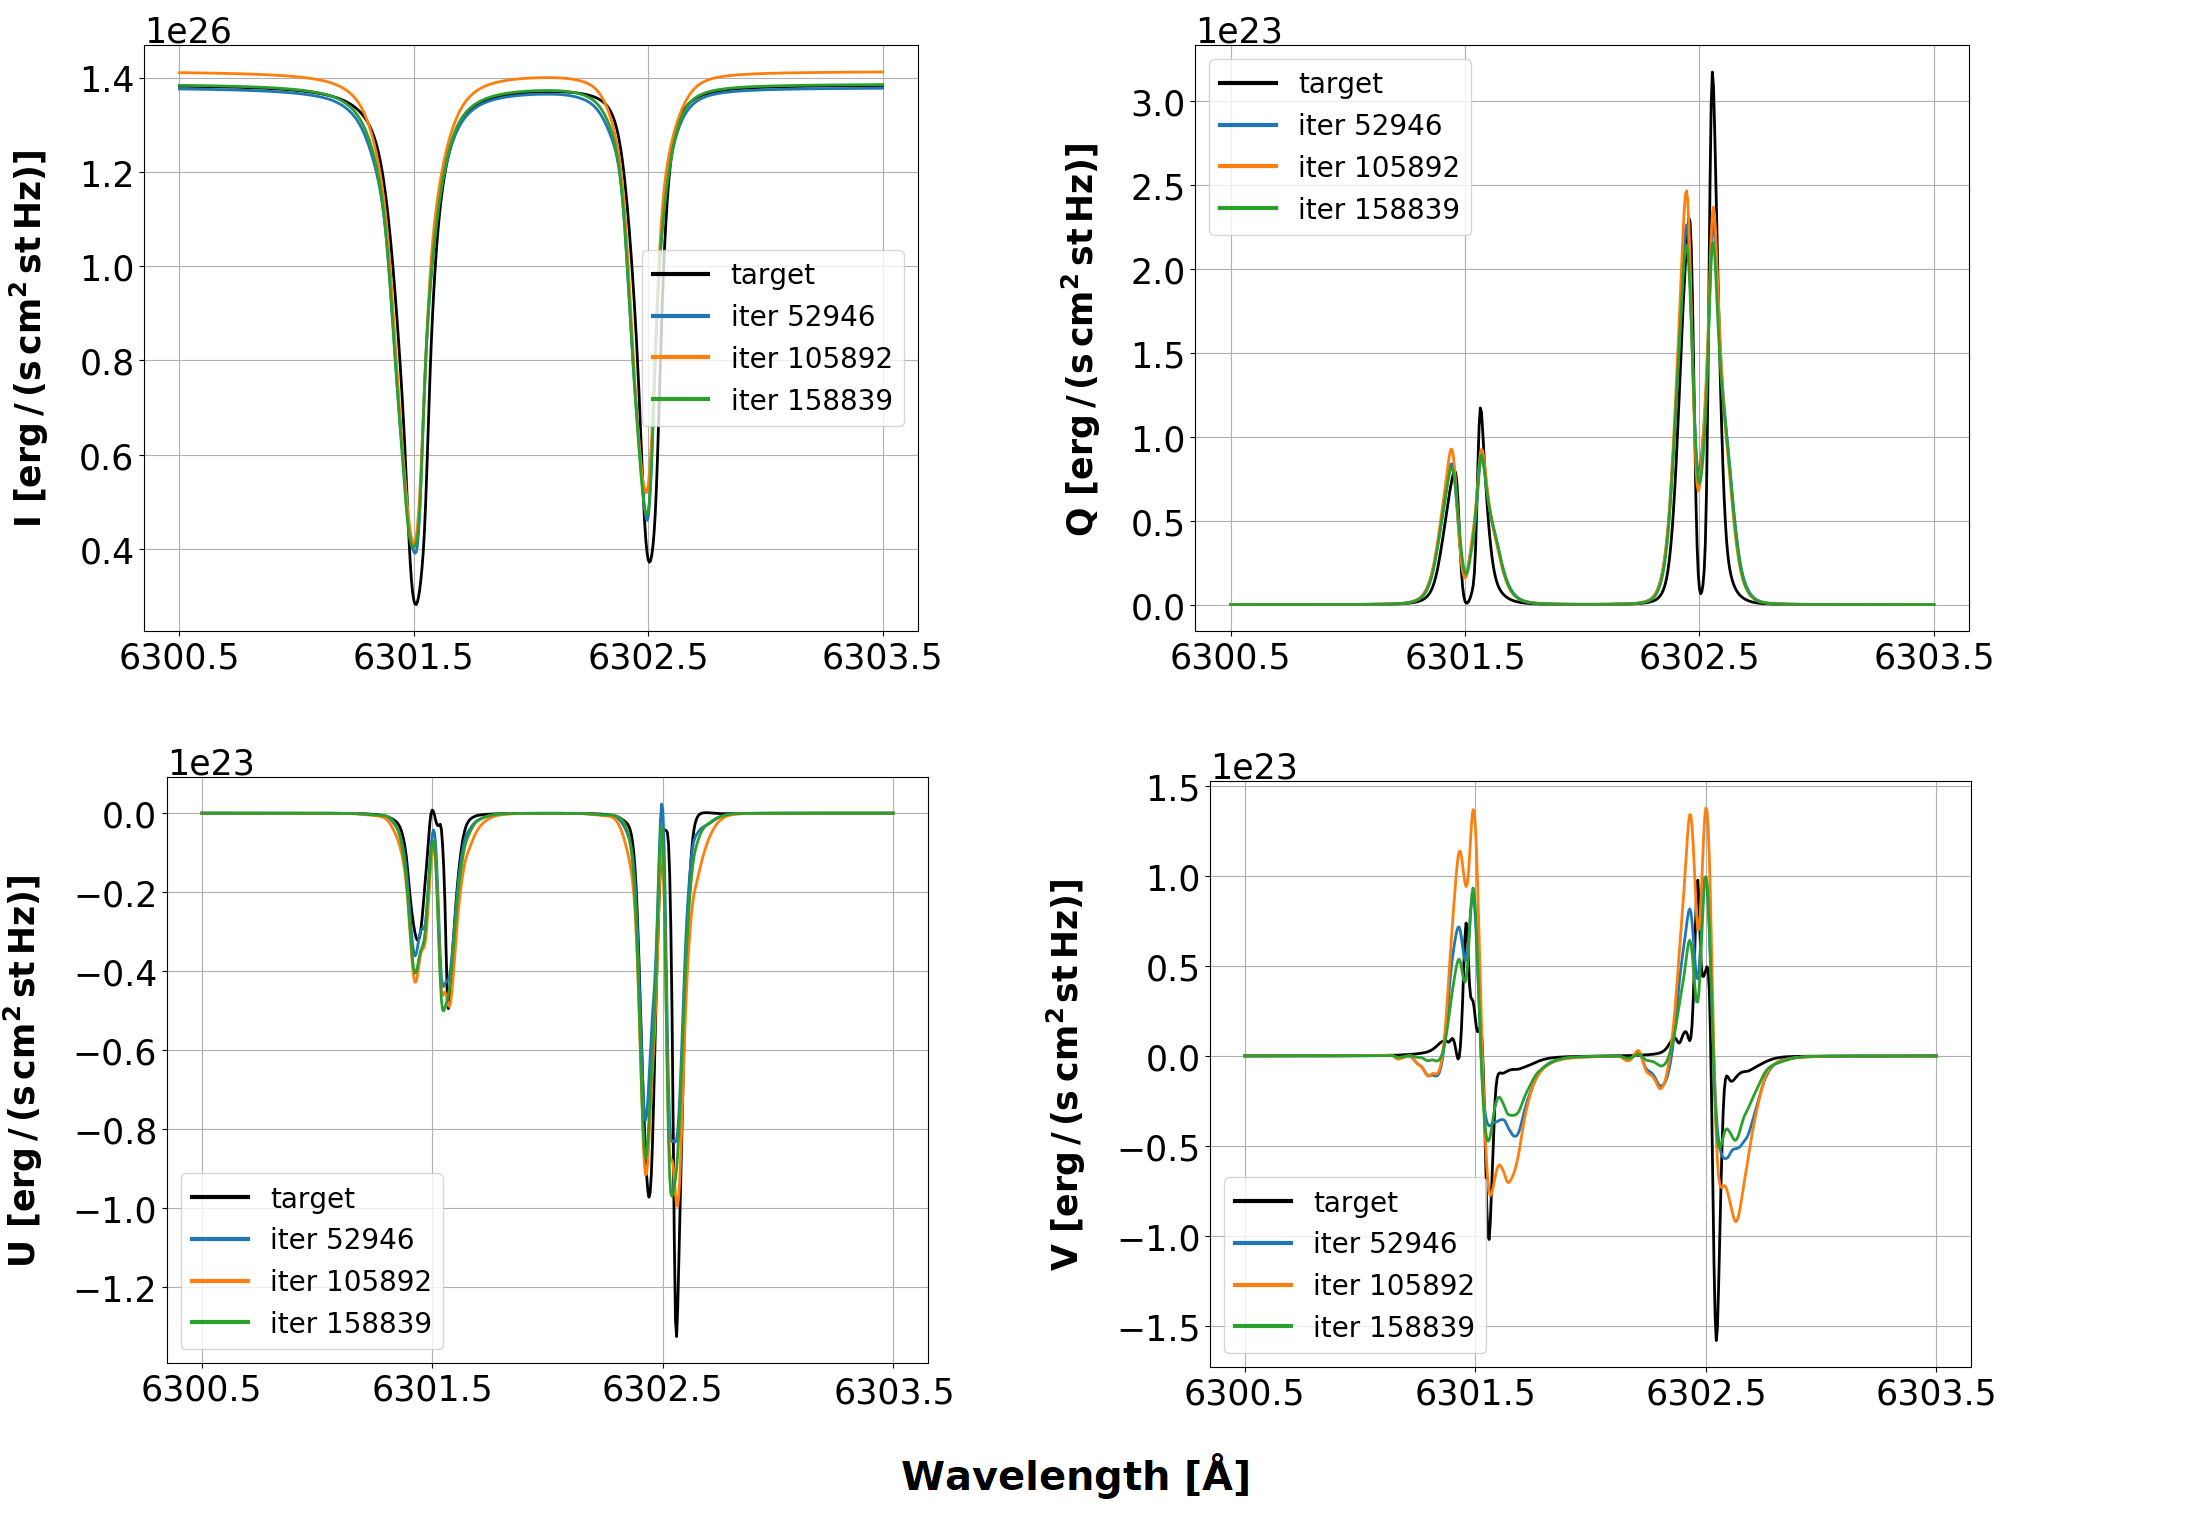 1e26
I [erg / (s cm² st Hz)]
1.4
1.2
1.0
0.8
0.6
0.4
target
iter 52946
iter 105892
iter 158839
6300.5 6301.5 6302.5 6303.5
1e23
Q [erg / (s cm² st Hz)]
3.0
2.5
2.0
1.5
1.0
0.5
0.0
target
iter 52946
iter 105892
iter 158839
6300.5 6301.5 6302.5 6303.5
1e23
U [erg / (s cm² st Hz)]
0.0
−0.2
−0.4
−0.6
−0.8
−1.0
−1.2
target
iter 52946
iter 105892
iter 158839
6300.5 6301.5 6302.5 6303.5
1e23
V [erg / (s cm² st Hz)]
1.5
1.0
0.5
0.0
−0.5
−1.0
−1.5
target
iter 52946
iter 105892
iter 158839
6300.5 6301.5 6302.5 6303.5
Wavelength [Å]